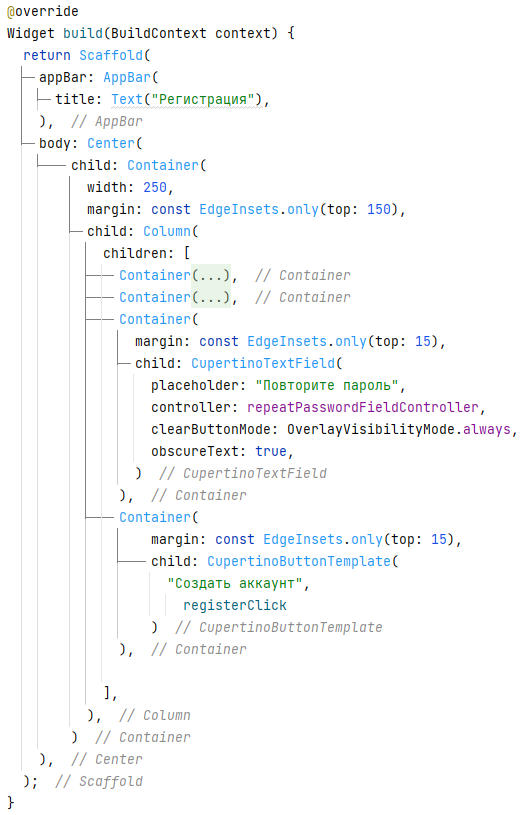 @override
Widget build(BuildContext context) {
  return Scaffold(
    appBar: AppBar(
      title: Text("Регистрация"),
    ),  // AppBar
    body: Center(
        child: Container(
          width: 250,
          margin: const EdgeInsets.only(top: 150),
          child: Column(
            children: [
              Container(...),  // Container
              Container(...),  // Container
              Container(
                margin: const EdgeInsets.only(top: 15),
                child: CupertinoTextField(
                  placeholder: "Повторите пароль",
                  controller: repeatPasswordFieldController,
                  clearButtonMode: OverlayVisibilityMode.always,
                  obscureText: true,
                )  // CupertinoTextField
              ),  // Container
              Container(
                  margin: const EdgeInsets.only(top: 15),
                  child: CupertinoButtonTemplate(
                    "Создать аккаунт",
                      registerClick
                  )  // CupertinoButtonTemplate
              ),  // Container
            ],
          ),  // Column
        )  // Container
    ),  // Center
  );  // Scaffold
}